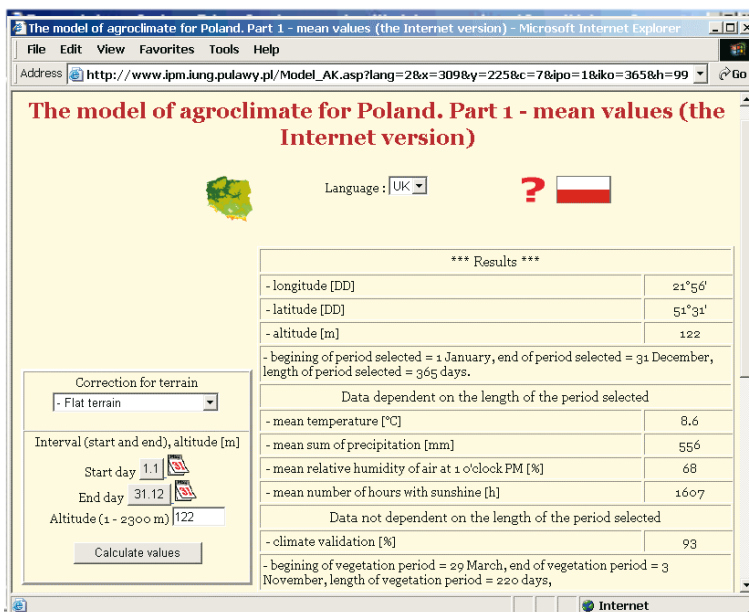 The model of agroclimate for Poland. Part 1 - mean values (the Internet version) - Microsoft Internet Explorer
File Edit View Favorites Tools Help
Address http://www.ipm.iung.pulawy.pl/Model_AK.asp?lang=2&x=309&y=225&c=7&ipo=1&iko=365&h=99 Go
The model of agroclimate for Poland. Part 1 - mean values (the
Internet version)
Language : UK
?
*** Results ***
- longitude [DD] 21°56'
- latitude [DD] 51°31'
- altitude [m] 122
- begining of period selected = 1 January, end of period selected = 31 December,
length of period selected = 365 days.
Correction for terrain
- Flat terrain
Interval (start and end), altitude [m]
Start day 1.1 31
End day 31.12 31
Altitude (1 - 2300 m) 122
Calculate values
Data dependent on the length of the period selected
- mean temperature [°C] 8.6
- mean sum of precipitation [mm] 556
- mean relative humidity of air at 1 o'clock PM [%] 68
- mean number of hours with sunshine [h] 1607
Data not dependent on the length of the period selected
- climate validation [%] 93
- begining of vegetation period = 29 March, end of vegetation period = 3
November, length of vegetation period = 220 days,
Internet